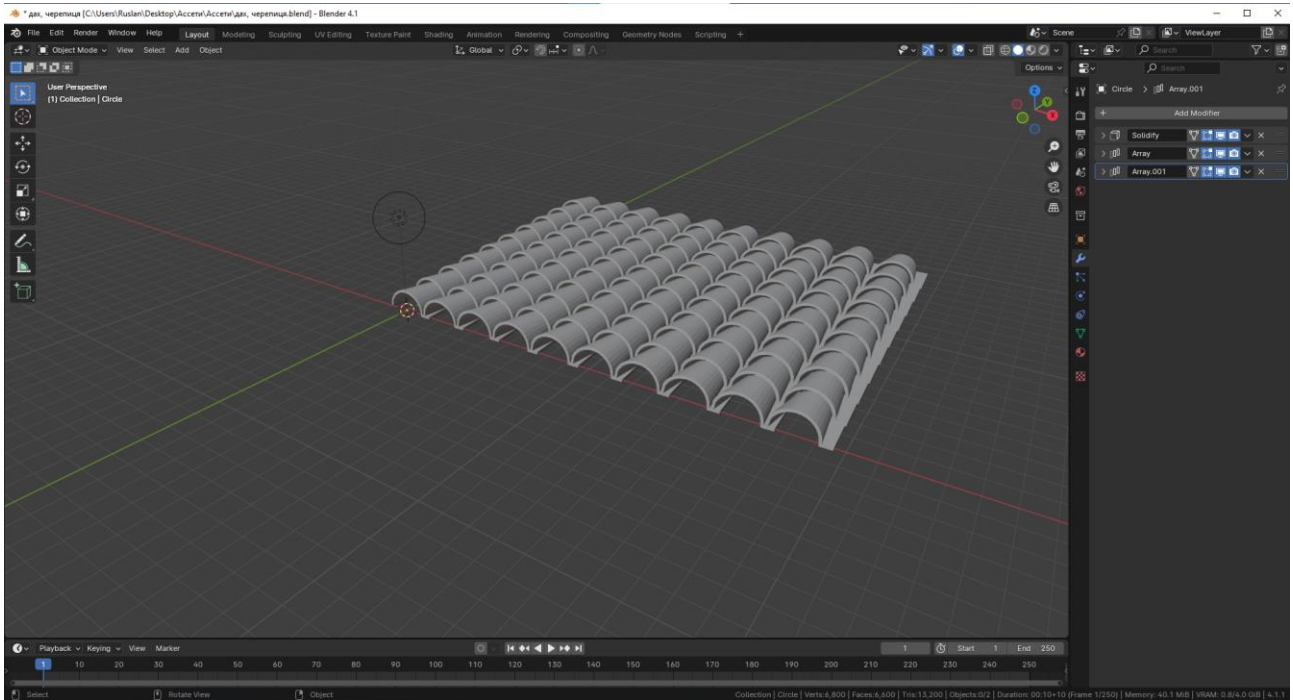 * дах, черепиця [C:\Users\Ruslan\Desktop\Ассети\Ассети\дах, черепиця.blend] - Blender 4.1
File Edit Render Window Help Layout Modeling Sculpting UV Editing Texture Paint Shading Animation Rendering Compositing Geometry Nodes Scripting + Scene ViewLayer
Object Mode View Select Add Object Global Search
Options Search
User Perspective
(1) Collection | Circle
Circle > Array.001
Z
Y
X
+ Add Modifier
Solidify
Array
Array.001
Playback Keying View Marker 1 Start 1 End 250
1 10 20 30 40 50 60 70 80 90 100 110 120 130 140 150 160 170 180 190 200 210 220 230 240 250
Select Rotate View Object Collection | Circle | Verts:6,800 | Faces:6,600 | Tris:13,200 | Objects:0/2 | Duration: 00:10+10 (Frame 1/250) | Memory: 40.1 MiB | VRAM: 0.8/4.0 GiB | 4.1.1